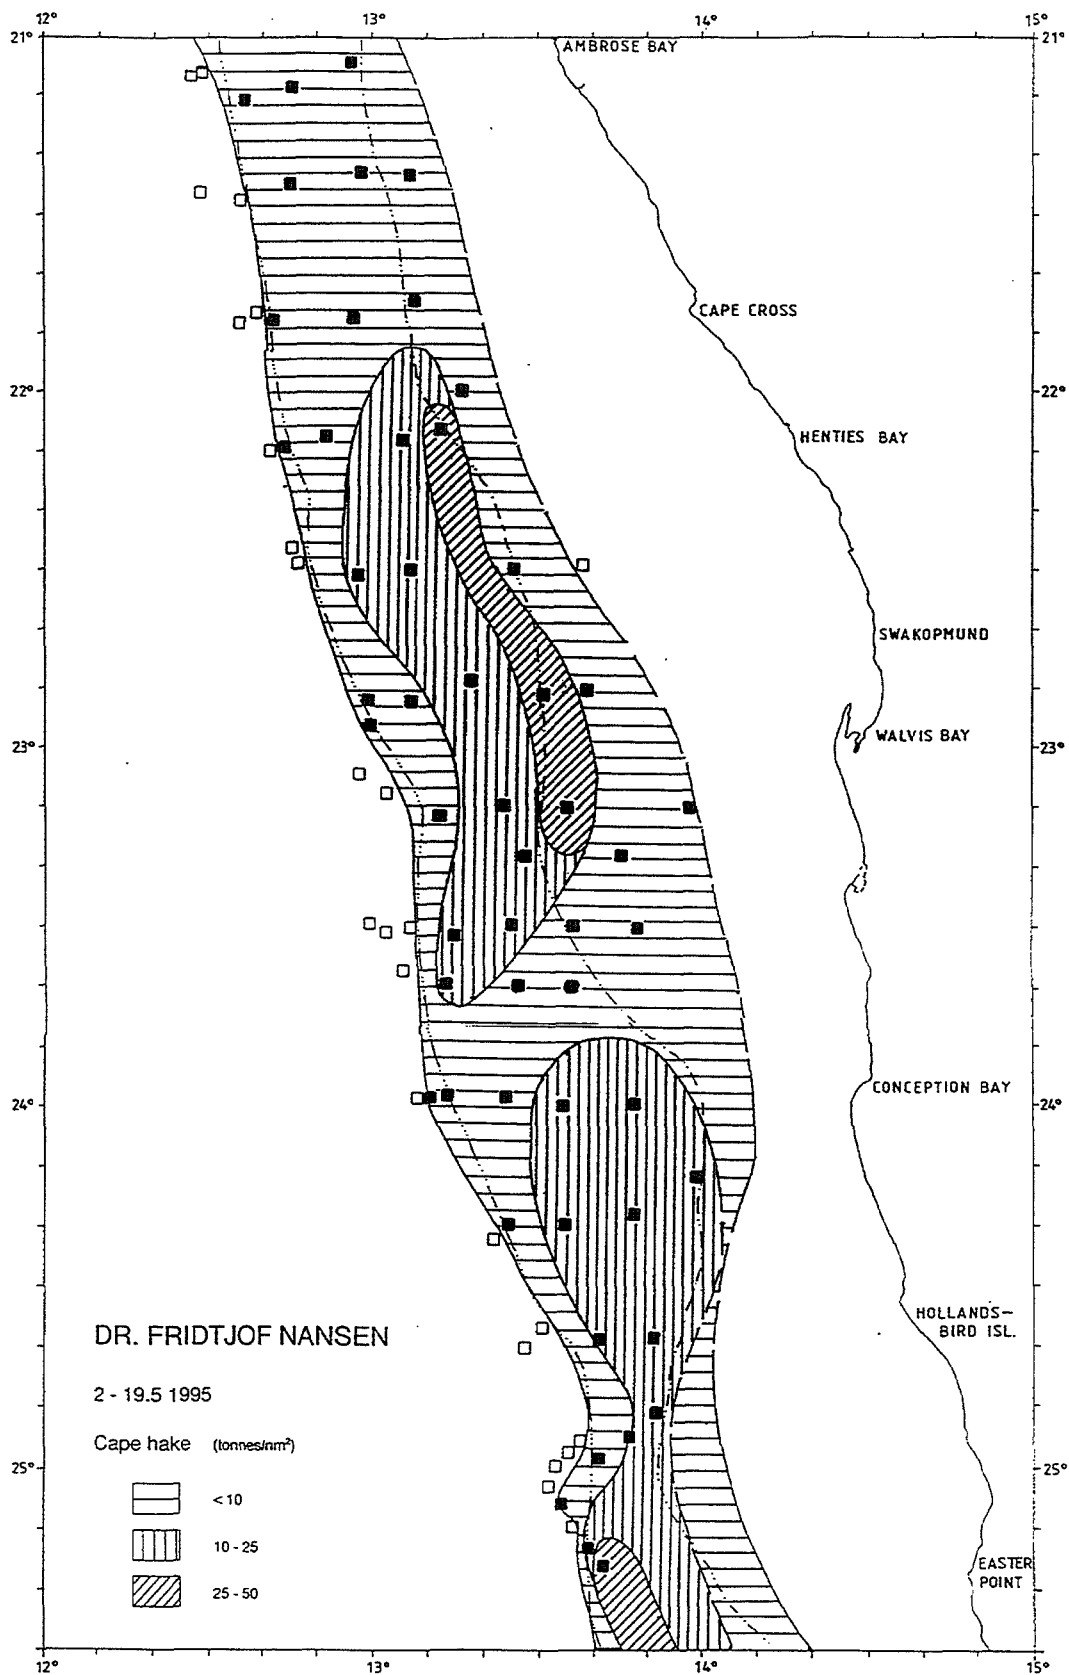 12° 13° 14° 15°
21° 21°
AMBROSE BAY
CAPE CROSS
22° 22°
HENTIES BAY
SWAKOPMUND
WALVIS BAY
23° 23°
CONCEPTION BAY
24° 24°
HOLLANDS-
BIRD ISL.
DR. FRIDTJOF NANSEN
2 - 19.5 1995
Cape hake (tonnes/nm²)
25° 25°
<10
10 - 25
25 - 50
EASTER
POINT
12° 13° 14° 15°